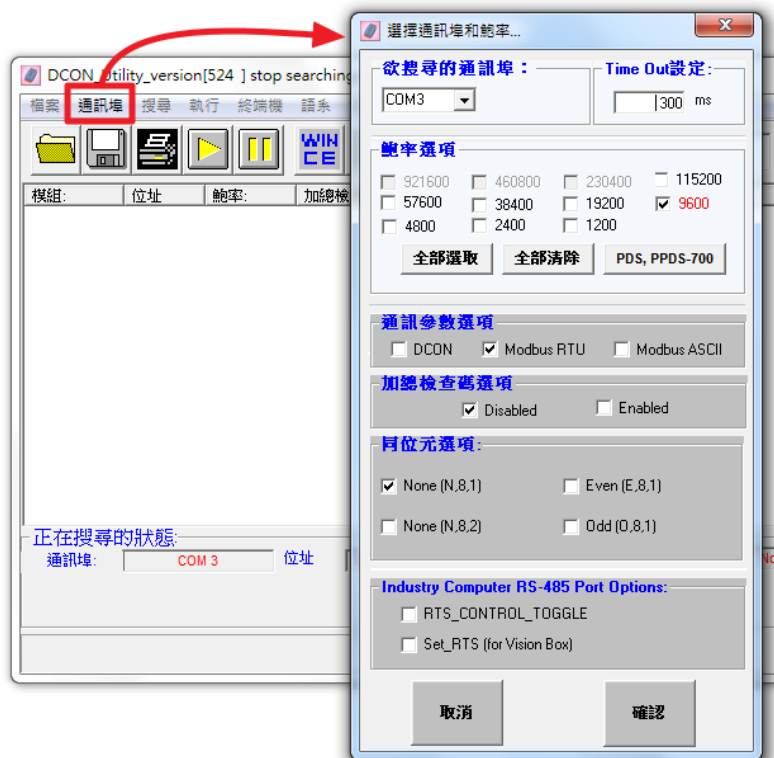 DCON_Utility_version[524 ] stop searching
檔案 通訊埠 搜尋 執行 終端機 語系
WIN
CE
模組: 位址 鮑率: 加總檢
正在搜尋的狀態:
通訊埠: COM 3 位址
選擇通訊埠和鮑率...
欲搜尋的通訊埠：
COM3
Time Out設定:
300 ms
鮑率選項
921600 460800 230400 115200
57600 38400 19200 9600
4800 2400 1200
全部選取 全部清除 PDS, PPDS-700
通訊參數選項
DCON Modbus RTU Modbus ASCII
加總檢查碼選項
Disabled Enabled
同位元選項:
None (N,8,1) Even (E,8,1)
None (N,8,2) Odd (O,8,1)
Industry Computer RS-485 Port Options:
RTS_CONTROL_TOGGLE
Set_RTS (for Vision Box)
取消 確認